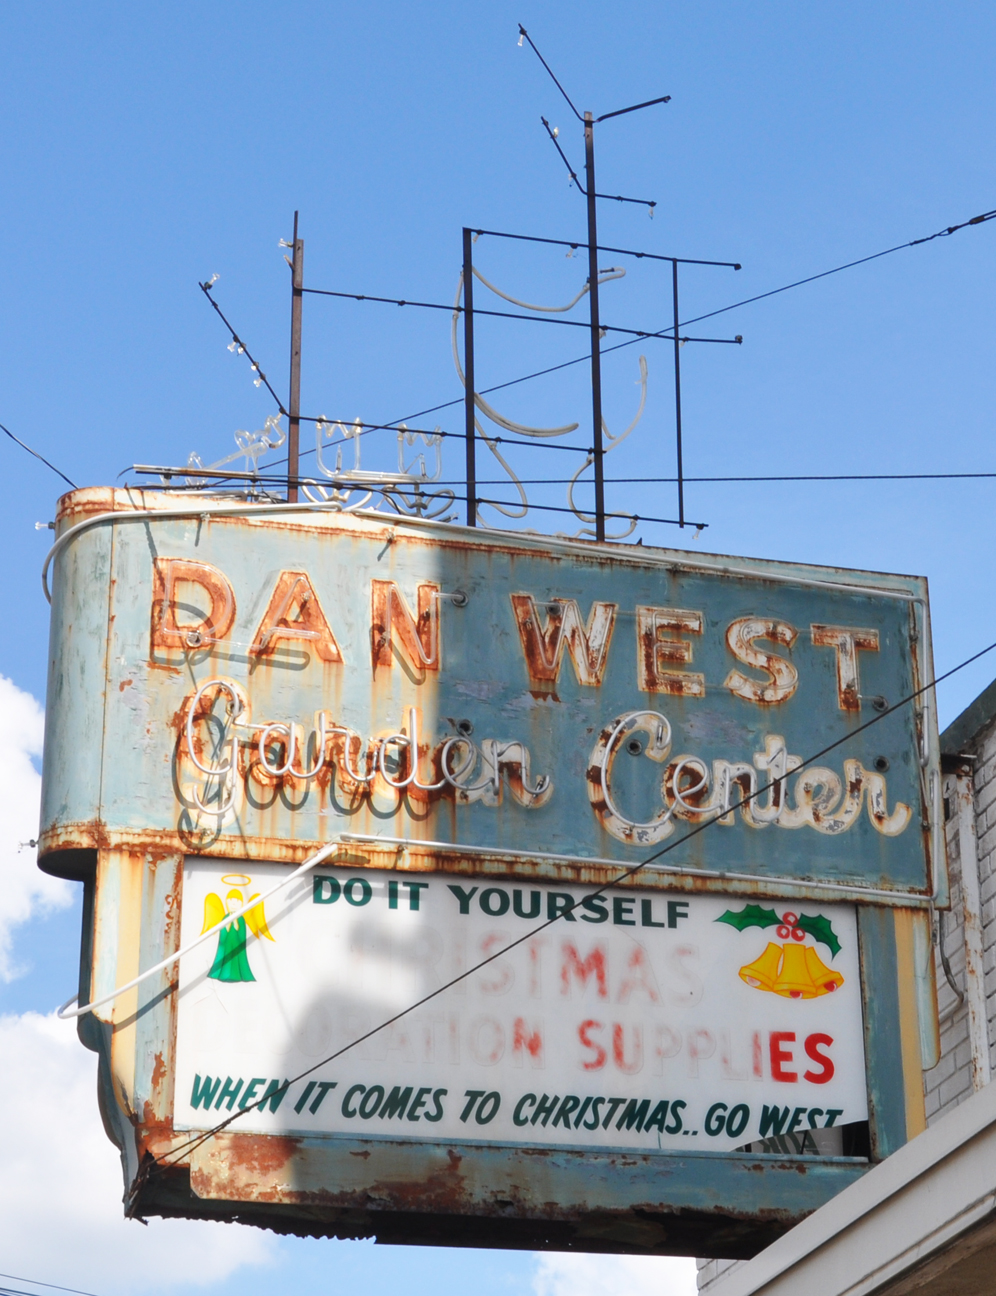 DAN WEST
Garden Center
DO IT YOURSELF
CHRISTMAS
DECORATION SUPPLIES
WHEN IT COMES TO CHRISTMAS..GO WEST